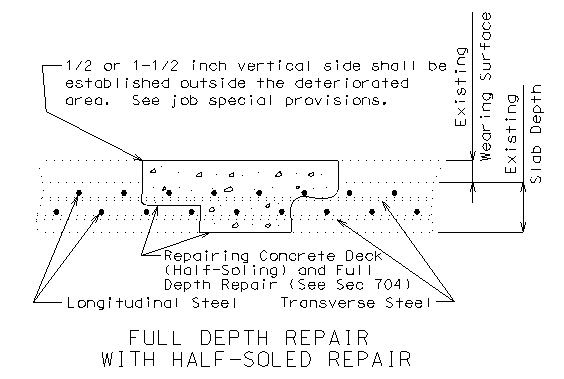 1/2 or 1-1/2 inch vertical side shall be
established outside the deteriorated
area. See job special provisions.
Existing
Wearing Surface
Existing
Slab Depth
Repairing Concrete Deck
(Half-Soling) and Full
Depth Repair (See Sec 704)
Longitudinal Steel
Transverse Steel
FULL DEPTH REPAIR
WITH HALF-SOLED REPAIR